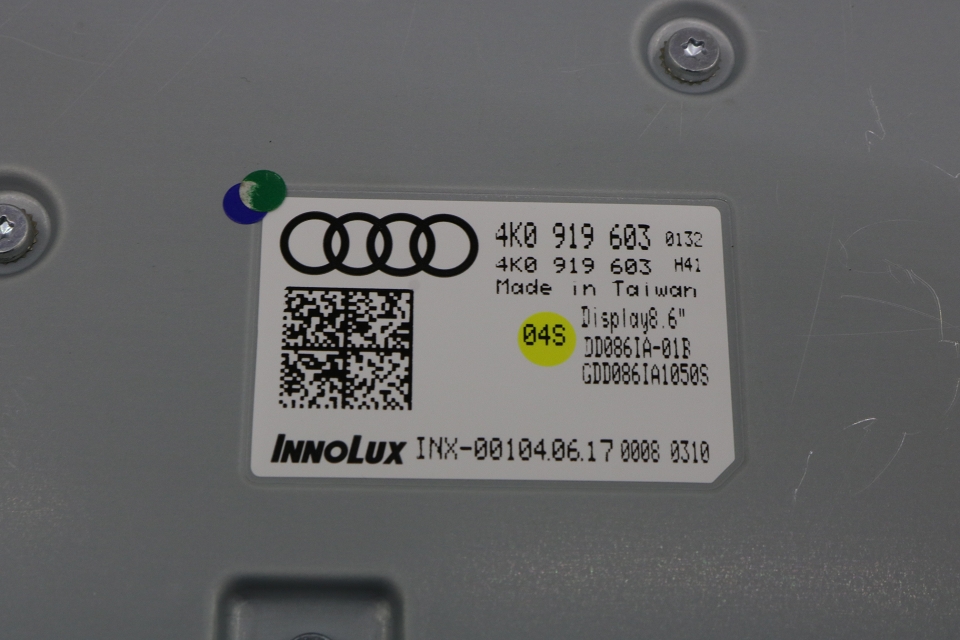 4K0 919 603 0132
4K0 919 603 H41
Made in Taiwan
04S
Display8.6"
DD086IA-01B
GDD086IA1050S
INNOLUX INX-00104.06.17 0008 0310